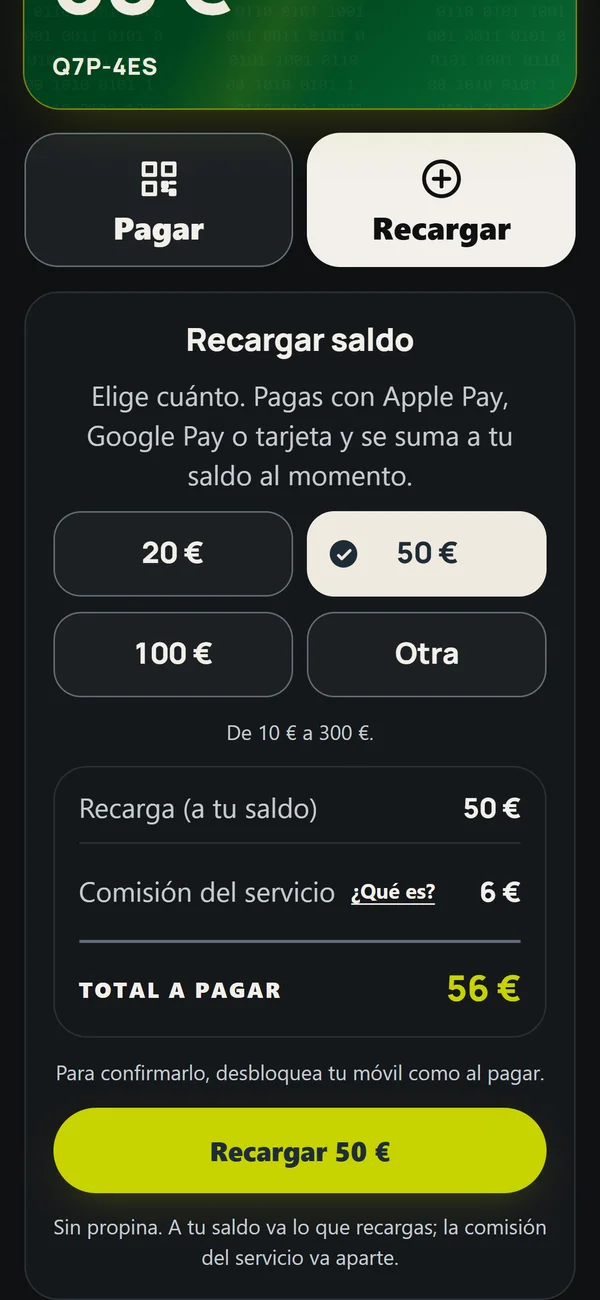 Q7P-4ES
Pagar
Recargar
Recargar saldo
Elige cuánto. Pagas con Apple Pay,
Google Pay o tarjeta y se suma a tu
saldo al momento.
20 €
50 €
100 €
Otra
De 10 € a 300 €.
Recarga (a tu saldo)
50 €
Comisión del servicio ¿Qué es?
6 €
TOTAL A PAGAR
56 €
Para confirmarlo, desbloquea tu móvil como al pagar.
Recargar 50 €
Sin propina. A tu saldo va lo que recargas; la comisión
del servicio va aparte.